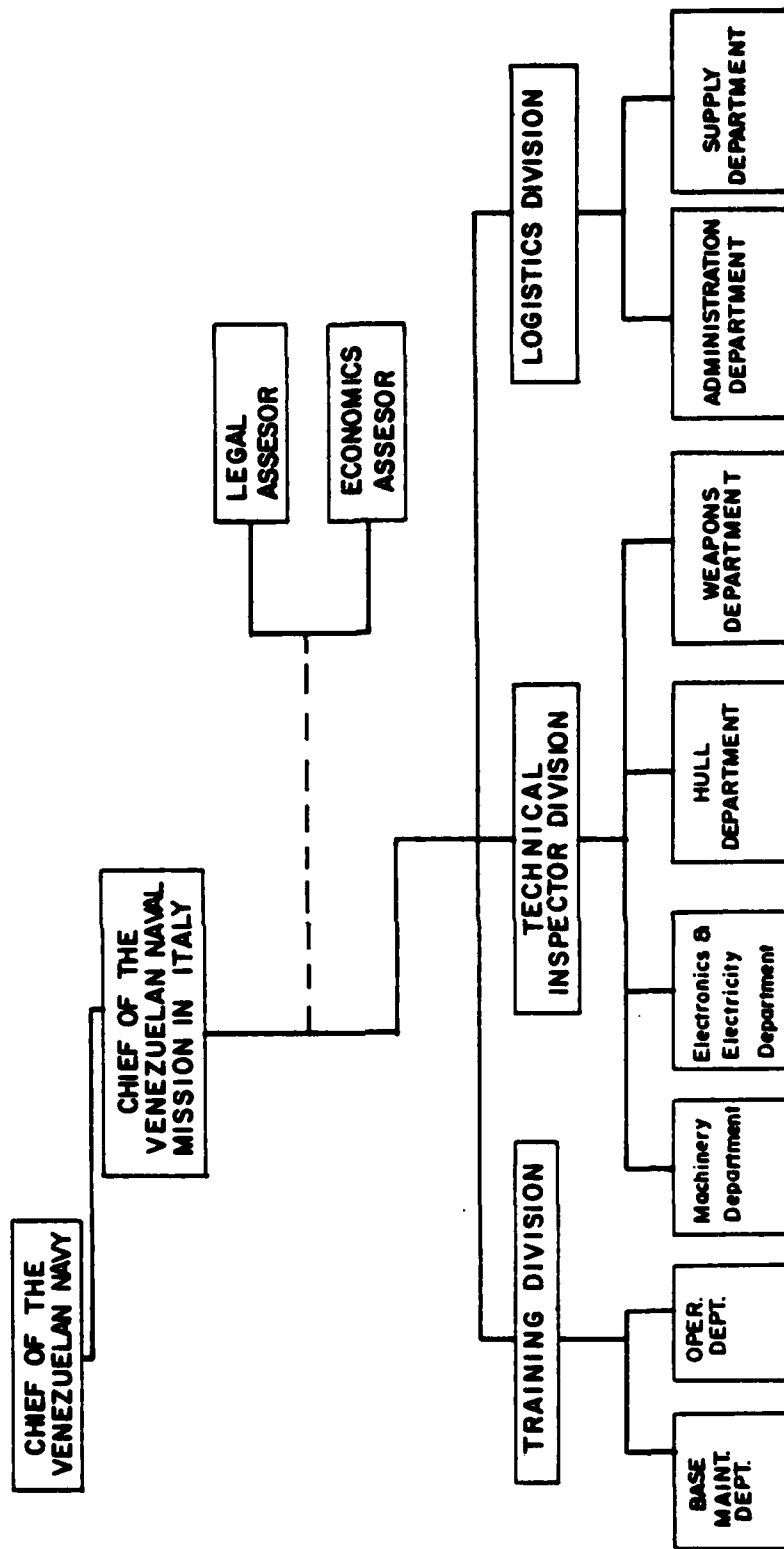 CHIEF OF THE
VENEZUELAN NAVY
CHIEF OF THE
VENEZUELAN NAVAL
MISSION IN ITALY
LEGAL
ASSESOR
ECONOMICS
ASSESOR
TRAINING DIVISION
TECHNICAL
INSPECTOR DIVISION
LOGISTICS DIVISION
BASE
MAINT.
DEPT.
OPER.
DEPT.
Machinery
Department
Electronics &
Electricity
Department
HULL
DEPARTMENT
WEAPONS
DEPARTMENT
ADMINISTRATION
DEPARTMENT
SUPPLY
DEPARTMENT